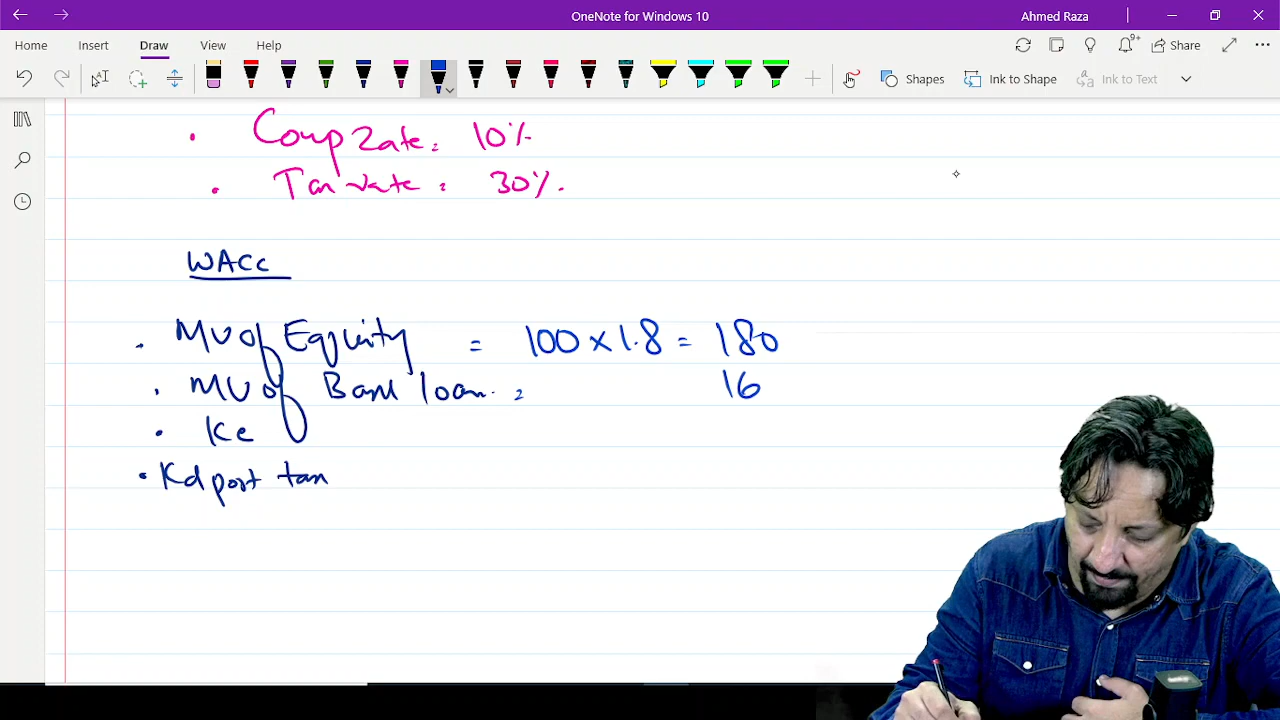 OneNote for Windows 10
Ahmed Raza
Home Insert Draw View Help
Share
Shapes Ink to Shape Ink to Text
• Coup Rate = 10%
• Tax rate = 30%.
WACC
• MV of Equity = 100 × 1.8 = 180
• MV of Bank loan = 16
• Ke
• Kd post tax